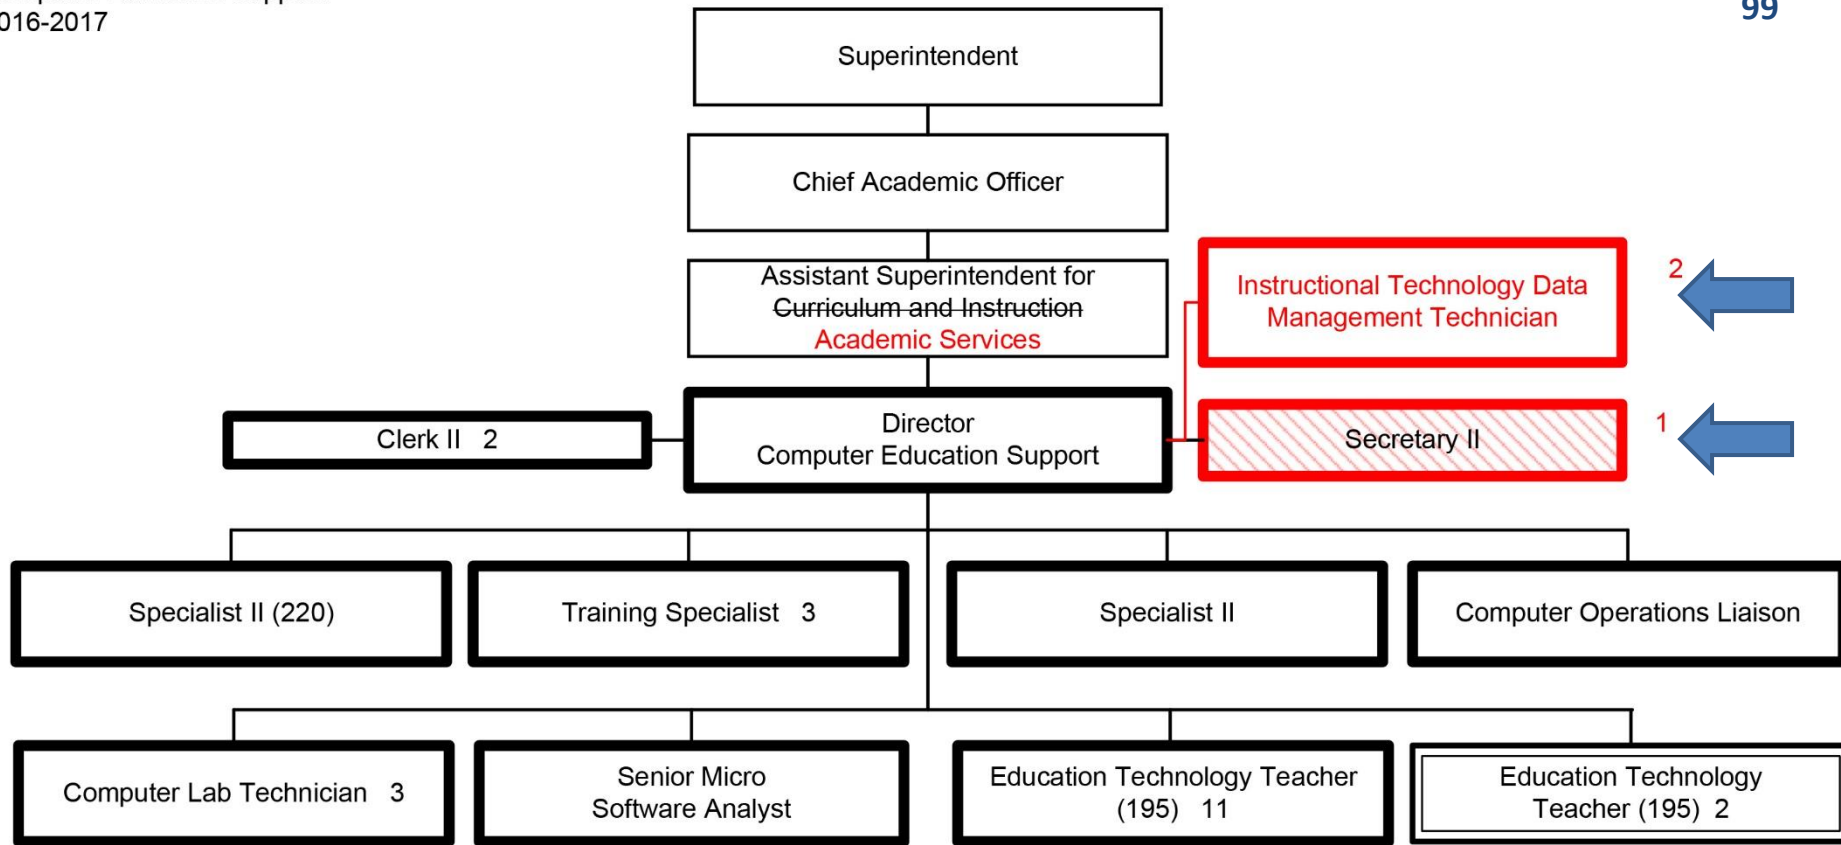 016-2017
99
Superintendent
Chief Academic Officer
Assistant Superintendent for
Curriculum and Instruction
Academic Services
Instructional Technology Data
Management Technician
2
Clerk II 2
Director
Computer Education Support
Secretary II
1
Specialist II (220)
Training Specialist 3
Specialist II
Computer Operations Liaison
Computer Lab Technician 3
Senior Micro
Software Analyst
Education Technology Teacher
(195) 11
Education Technology
Teacher (195) 2